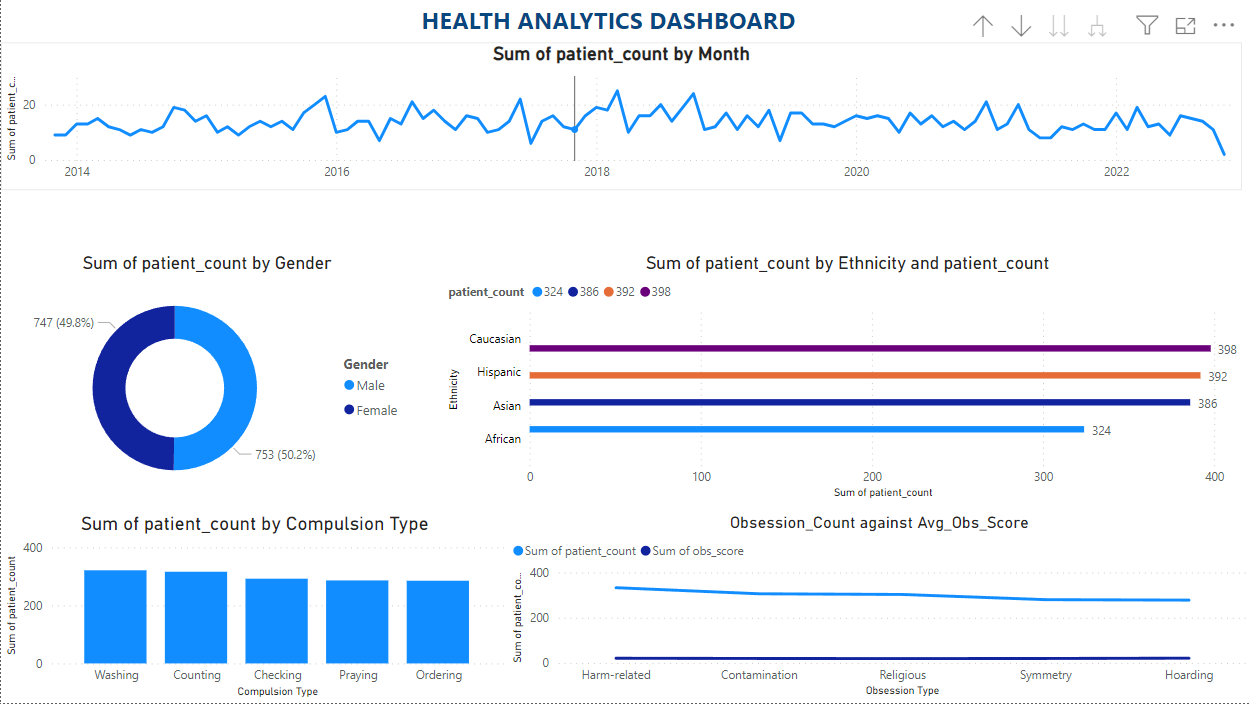 HEALTH ANALYTICS DASHBOARD
Sum of patient_count by Month
Sum of patient_c...
20
0
2014 2016 2018 2020 2022
Sum of patient_count by Gender
747 (49.8%)
753 (50.2%)
Gender
Male
Female
Sum of patient_count by Ethnicity and patient_count
patient_count 324 386 392 398
Ethnicity
Caucasian 398
Hispanic 392
Asian 386
African 324
0 100 200 300 400
Sum of patient_count
Sum of patient_count by Compulsion Type
Sum of patient_count
400
200
0
Washing Counting Checking Praying Ordering
Compulsion Type
Obsession_Count against Avg_Obs_Score
Sum of patient_count Sum of obs_score
Sum of patient_co...
400
200
0
Harm-related Contamination Religious Symmetry Hoarding
Obsession Type